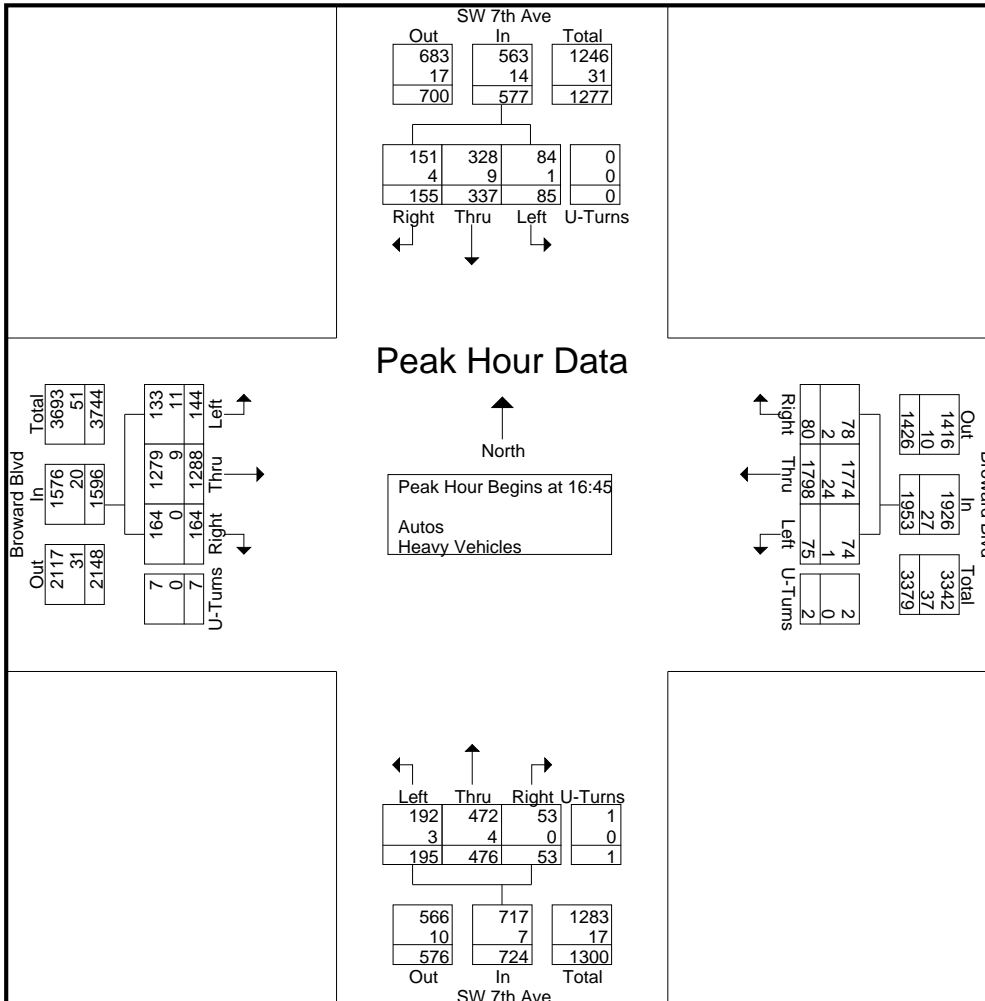 SW 7th Ave
Out In Total
683 563 1246
17 14 31
700 577 1277
151 328 84 0
4 9 1 0
155 337 85 0
Right Thru Left U-Turns
Peak Hour Data
North
Peak Hour Begins at 16:45
Autos
Heavy Vehicles
Broward Blvd
Out In Total
2117 1576 3693
31 20 51
2148 1596 3744
U-Turns Right Thru Left
7 164 1279 133
0 0 9 11
7 164 1288 144
Broward Blvd
Out In Total
1416 1926 3342
10 27 37
1426 1953 3379
78 1774 74 2
2 24 1 0
80 1798 75 2
Right Thru Left U-Turns
Left Thru Right U-Turns
192 472 53 1
3 4 0 0
195 476 53 1
566 717 1283
10 7 17
576 724 1300
Out In Total
SW 7th Ave